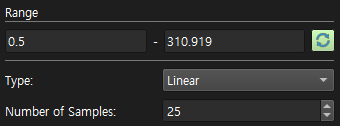 Range
0.5 - 310.919
Type: Linear
Number of Samples: 25